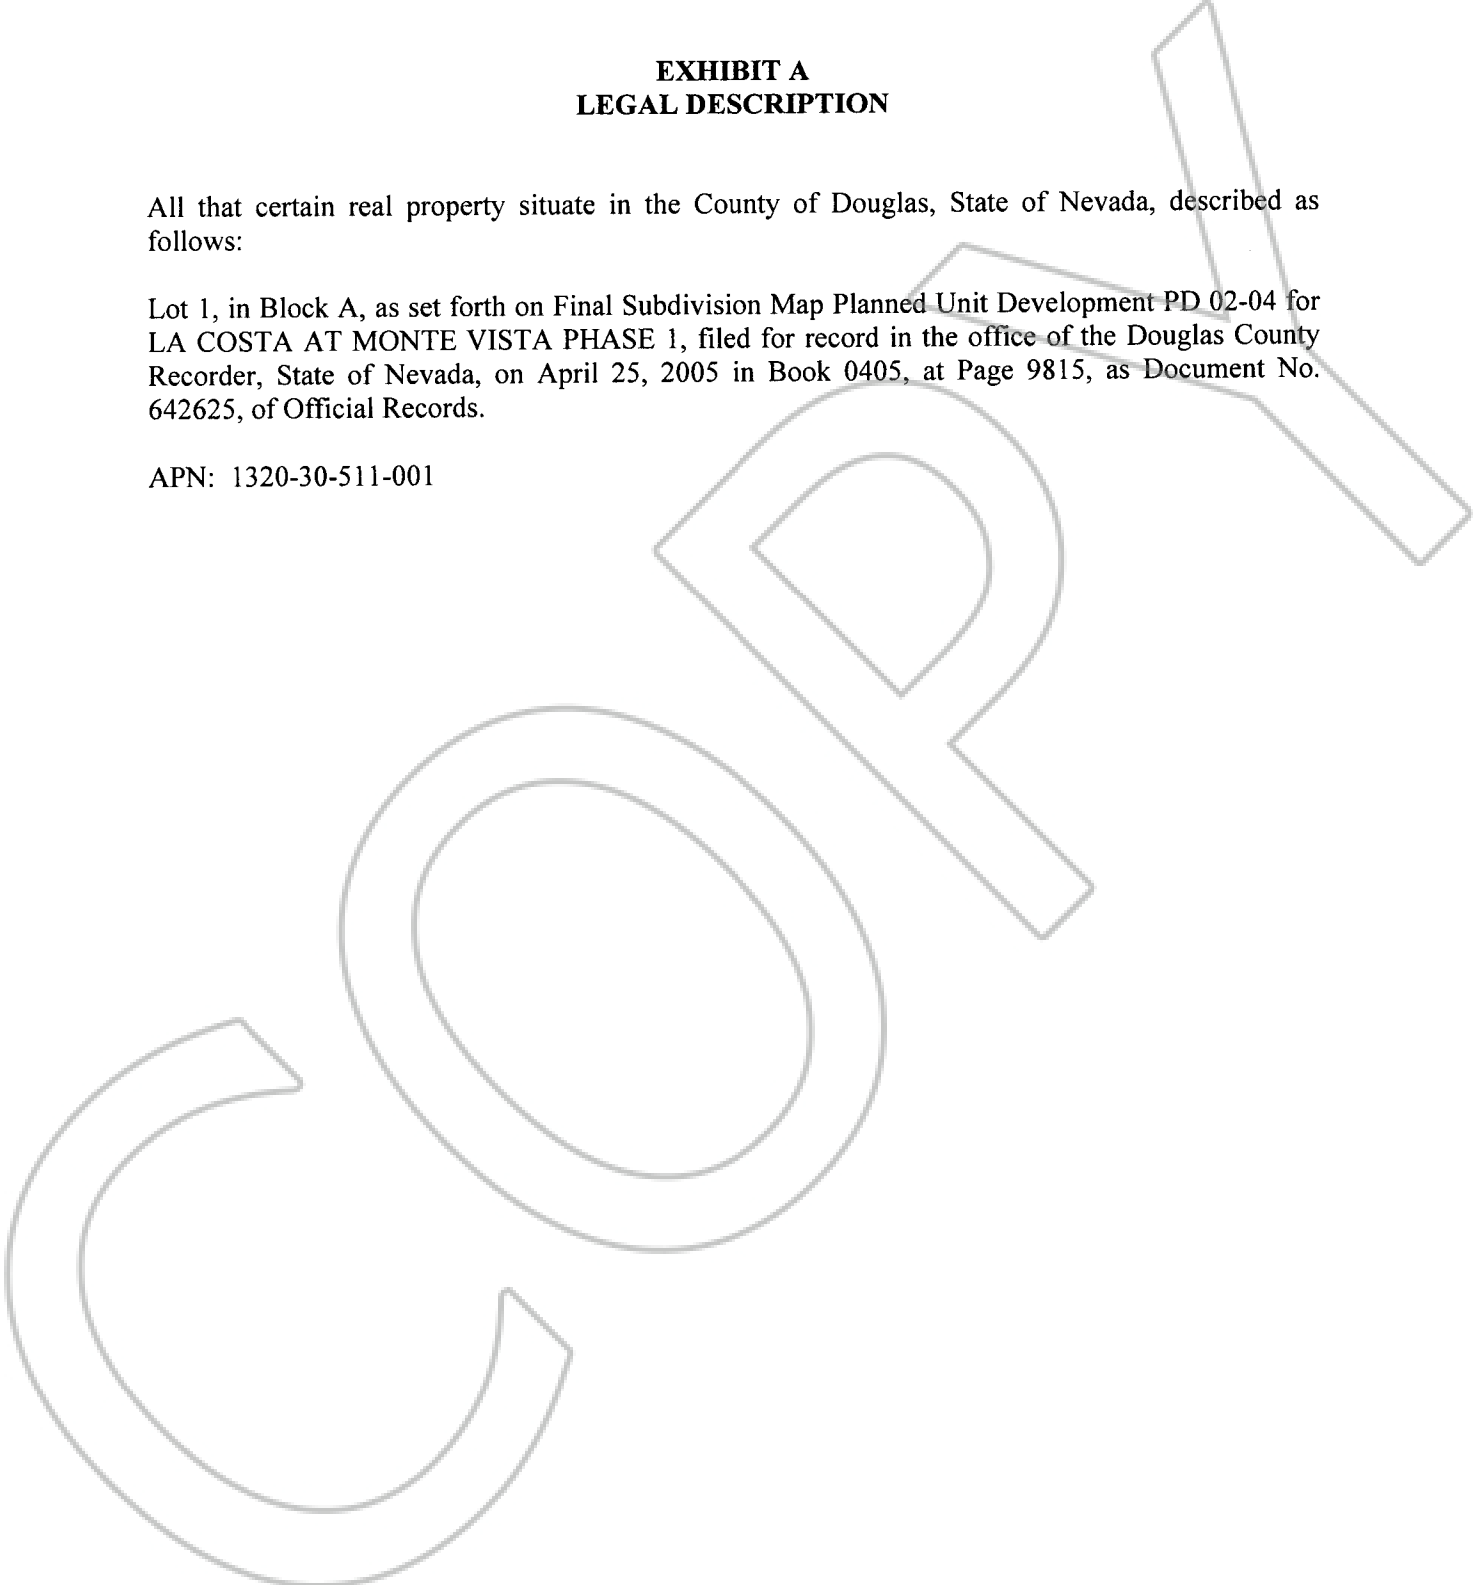 EXHIBIT A
LEGAL DESCRIPTION
All that certain real property situate in the County of Douglas, State of Nevada, described as
follows:
Lot 1, in Block A, as set forth on Final Subdivision Map Planned Unit Development PD 02-04 for
LA COSTA AT MONTE VISTA PHASE 1, filed for record in the office of the Douglas County
Recorder, State of Nevada, on April 25, 2005 in Book 0405, at Page 9815, as Document No.
642625, of Official Records.
APN: 1320-30-511-001
COPY